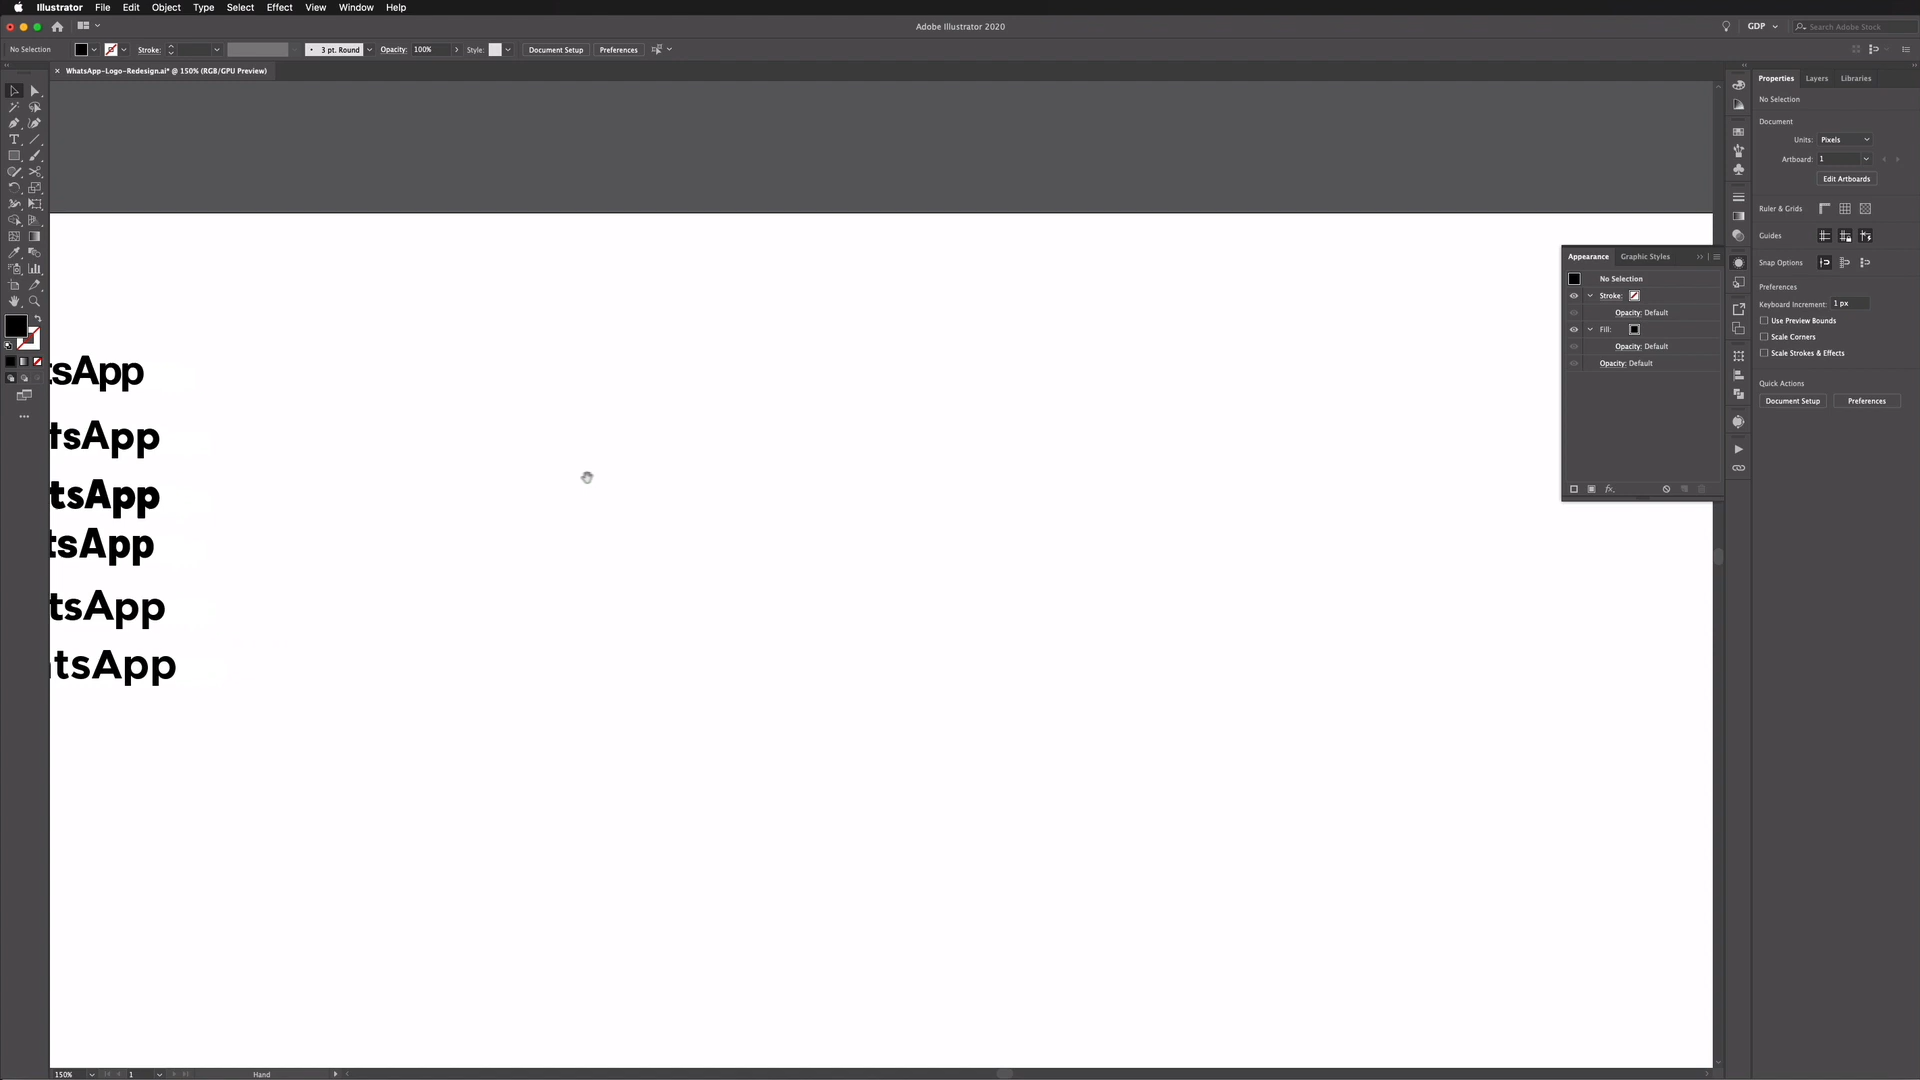 Illustrator File Edit Object Type Select Effect View Window Help
Adobe Illustrator 2020
GDP
Search Adobe Stock
No Selection
Stroke:
3 pt. Round
Opacity: 100%
Style:
Document Setup
Preferences
WhatsApp-Logo-Redesign.ai* @ 150% (RGB/GPU Preview)
tsApp
tsApp
tsApp
tsApp
tsApp
atsApp
Appearance
Graphic Styles
No Selection
Stroke:
Opacity: Default
Fill:
Opacity: Default
Opacity: Default
fx
Properties
Layers
Libraries
No Selection
Document
Units: Pixels
Artboard: 1
Edit Artboards
Ruler & Grids
Guides
Snap Options
Preferences
Keyboard Increment: 1 px
Use Preview Bounds
Scale Corners
Scale Strokes & Effects
Quick Actions
Document Setup
Preferences
150%
1
Hand